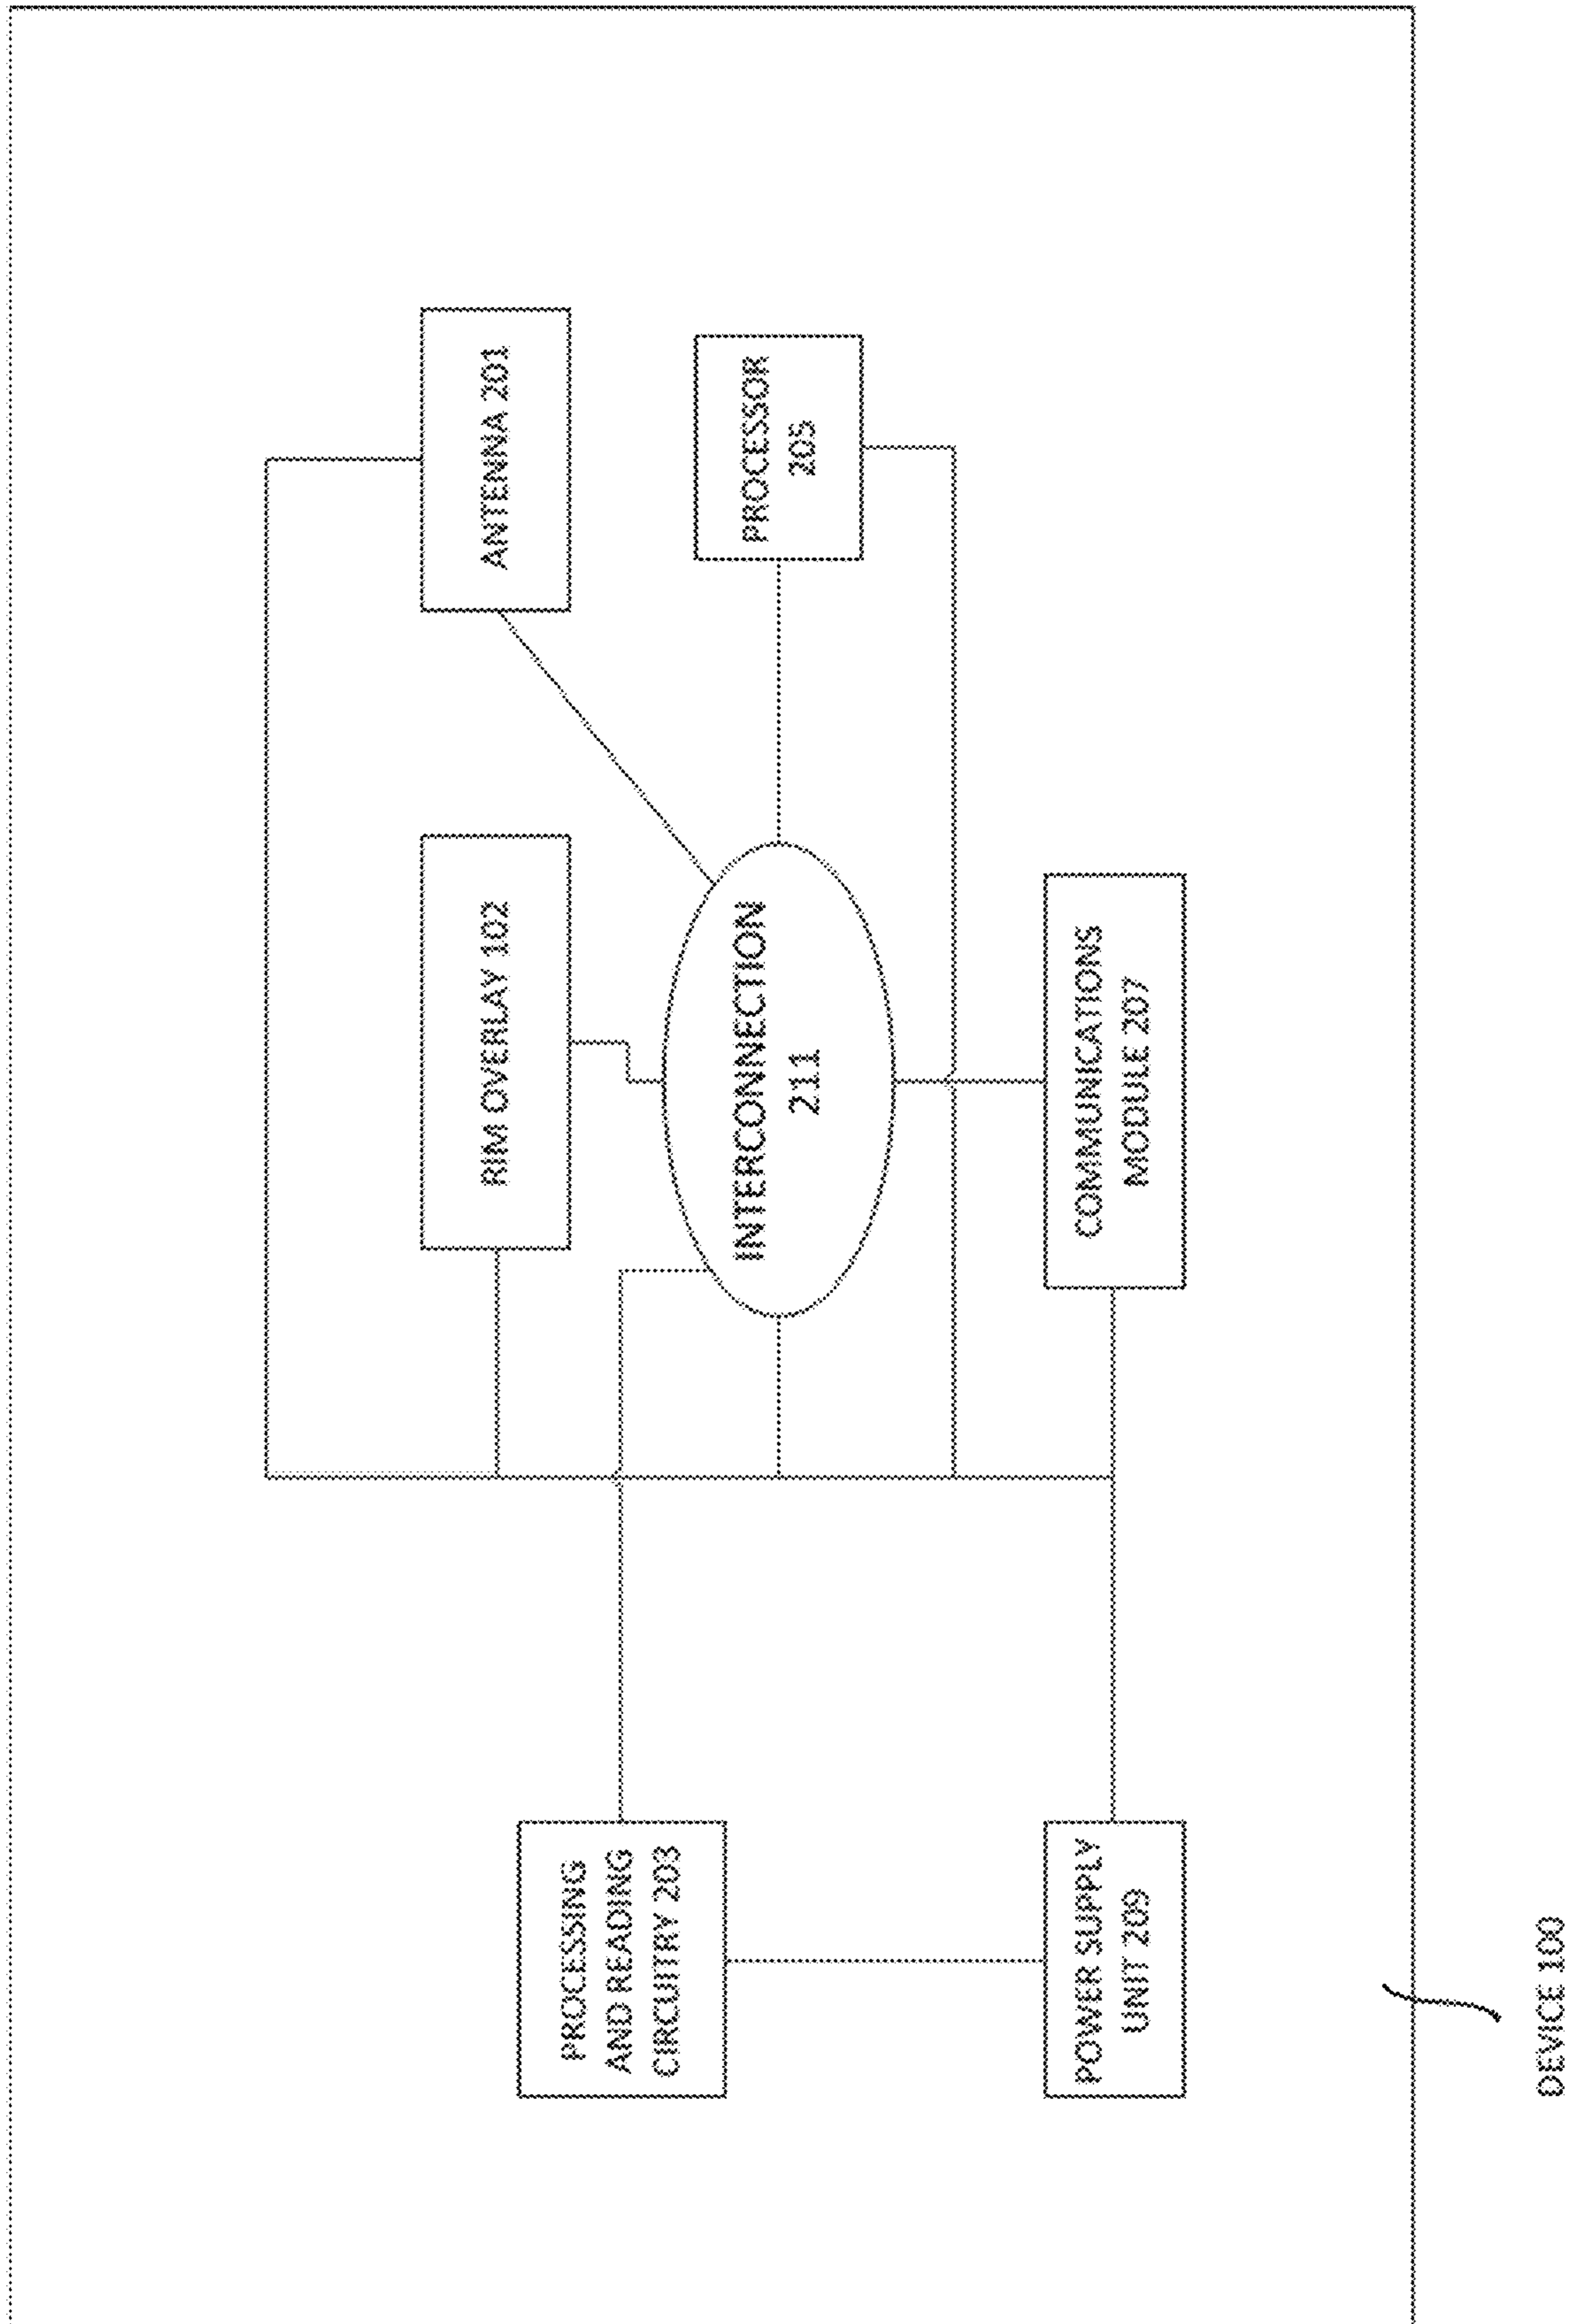 PROCESSING
AND READING
CIRCUITRY 203
RIM OVERLAY 102
ANTENNA 201
INTERCONNECTION
211
PROCESSOR
205
POWER SUPPLY
UNIT 209
COMMUNICATIONS
MODULE 207
DEVICE 100